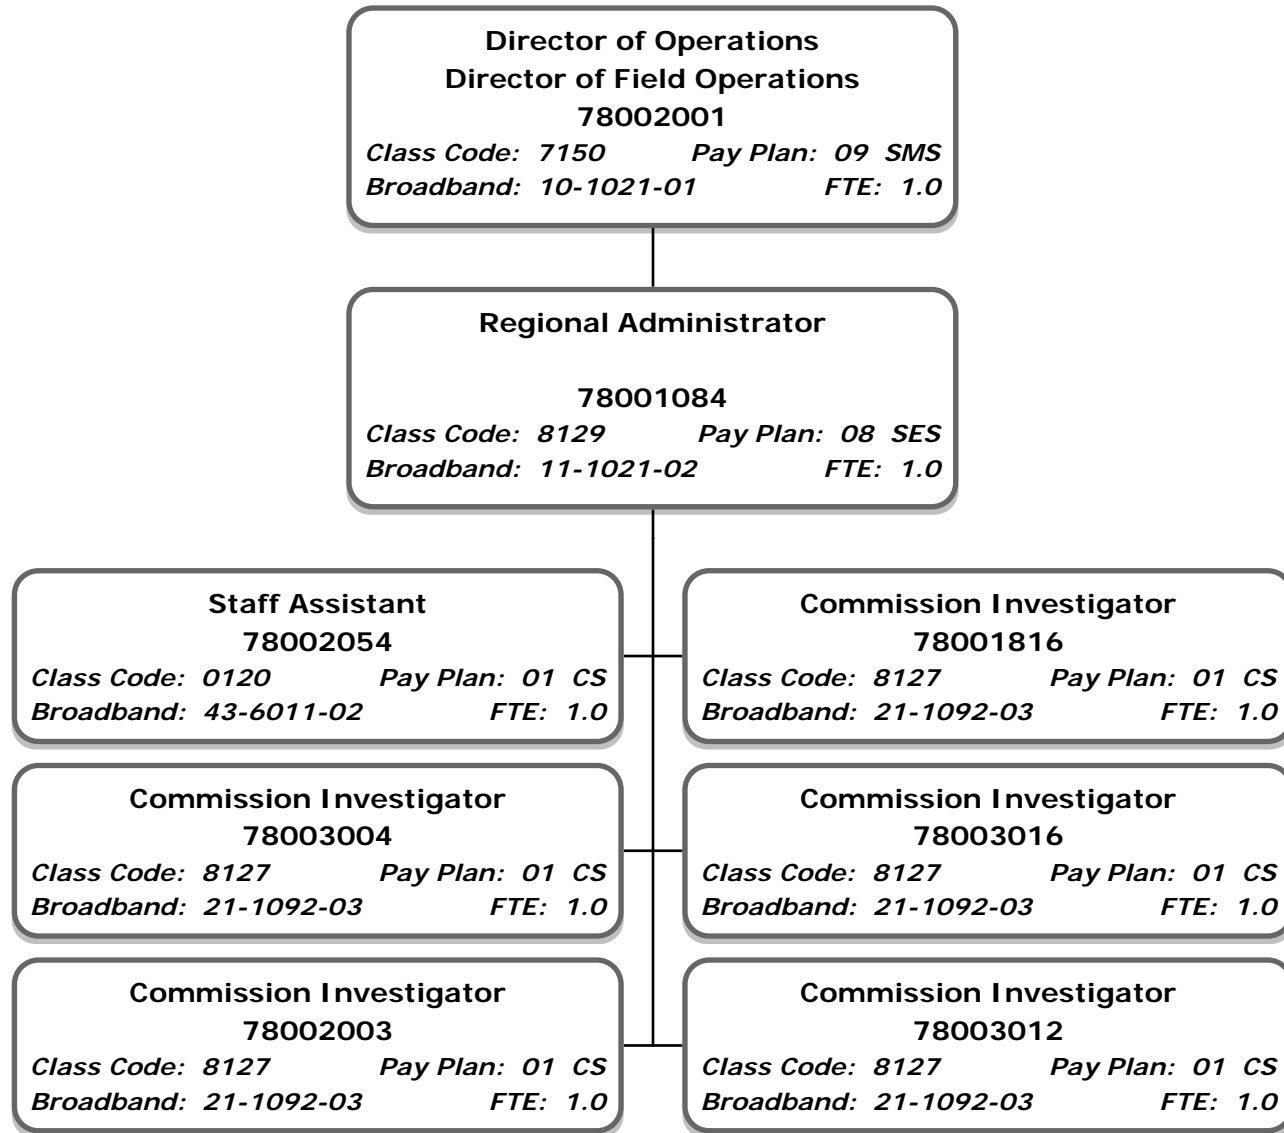 Director of Operations
Director of Field Operations
78002001
Class Code: 7150 Pay Plan: 09 SMS
Broadband: 10-1021-01 FTE: 1.0
Regional Administrator
78001084
Class Code: 8129 Pay Plan: 08 SES
Broadband: 11-1021-02 FTE: 1.0
Staff Assistant
78002054
Class Code: 0120 Pay Plan: 01 CS
Broadband: 43-6011-02 FTE: 1.0
Commission Investigator
78001816
Class Code: 8127 Pay Plan: 01 CS
Broadband: 21-1092-03 FTE: 1.0
Commission Investigator
78003004
Class Code: 8127 Pay Plan: 01 CS
Broadband: 21-1092-03 FTE: 1.0
Commission Investigator
78003016
Class Code: 8127 Pay Plan: 01 CS
Broadband: 21-1092-03 FTE: 1.0
Commission Investigator
78002003
Class Code: 8127 Pay Plan: 01 CS
Broadband: 21-1092-03 FTE: 1.0
Commission Investigator
78003012
Class Code: 8127 Pay Plan: 01 CS
Broadband: 21-1092-03 FTE: 1.0